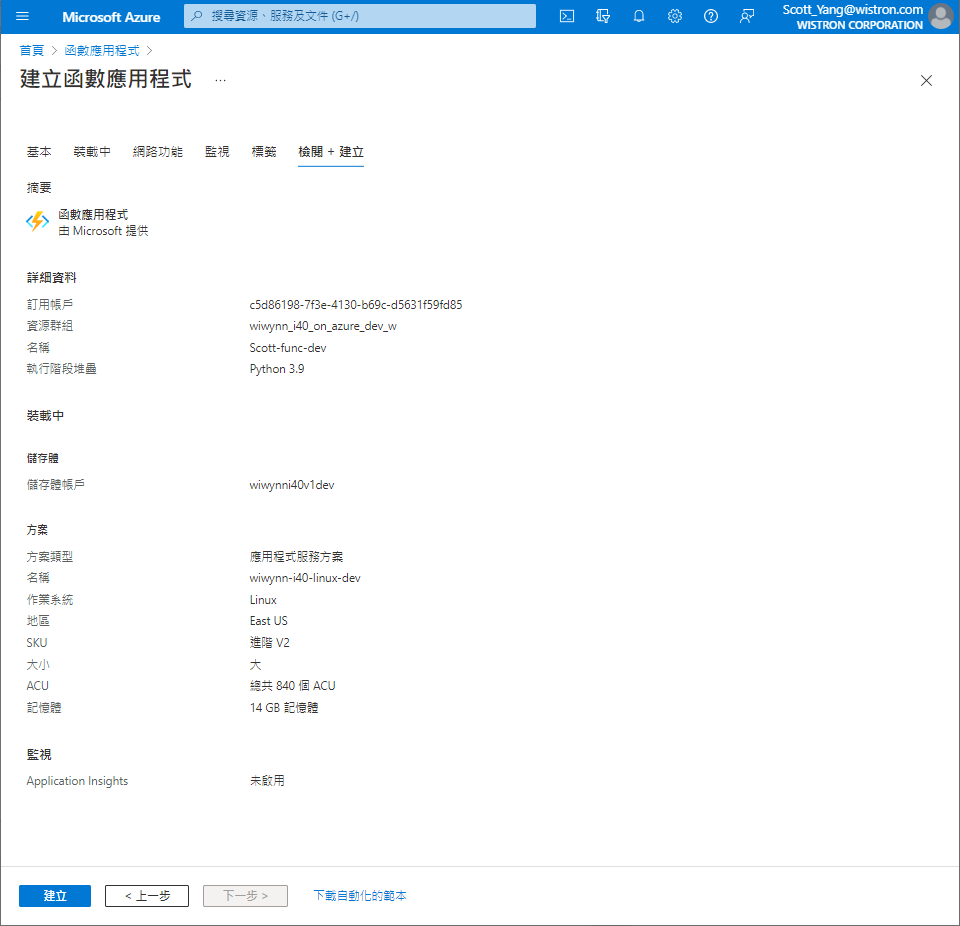 Microsoft Azure
搜尋資源、服務及文件 (G+/)
Scott_Yang@wistron.com
WISTRON CORPORATION
首頁 > 函數應用程式 >
建立函數應用程式 ...
基本 裝載中 網路功能 監視 標籤 檢閱 + 建立
摘要
函數應用程式
由 Microsoft 提供
詳細資料
訂用帳戶 c5d86198-7f3e-4130-b69c-d5631f59fd85
資源群組 wiwynn_i40_on_azure_dev_w
名稱 Scott-func-dev
執行階段堆疊 Python 3.9
裝載中
儲存體
儲存體帳戶 wiwynni40v1dev
方案
方案類型 應用程式服務方案
名稱 wiwynn-i40-linux-dev
作業系統 Linux
地區 East US
SKU 進階 V2
大小 大
ACU 總共 840 個 ACU
記憶體 14 GB 記憶體
監視
Application Insights 未啟用
建立 < 上一步 下一步 > 下載自動化的範本